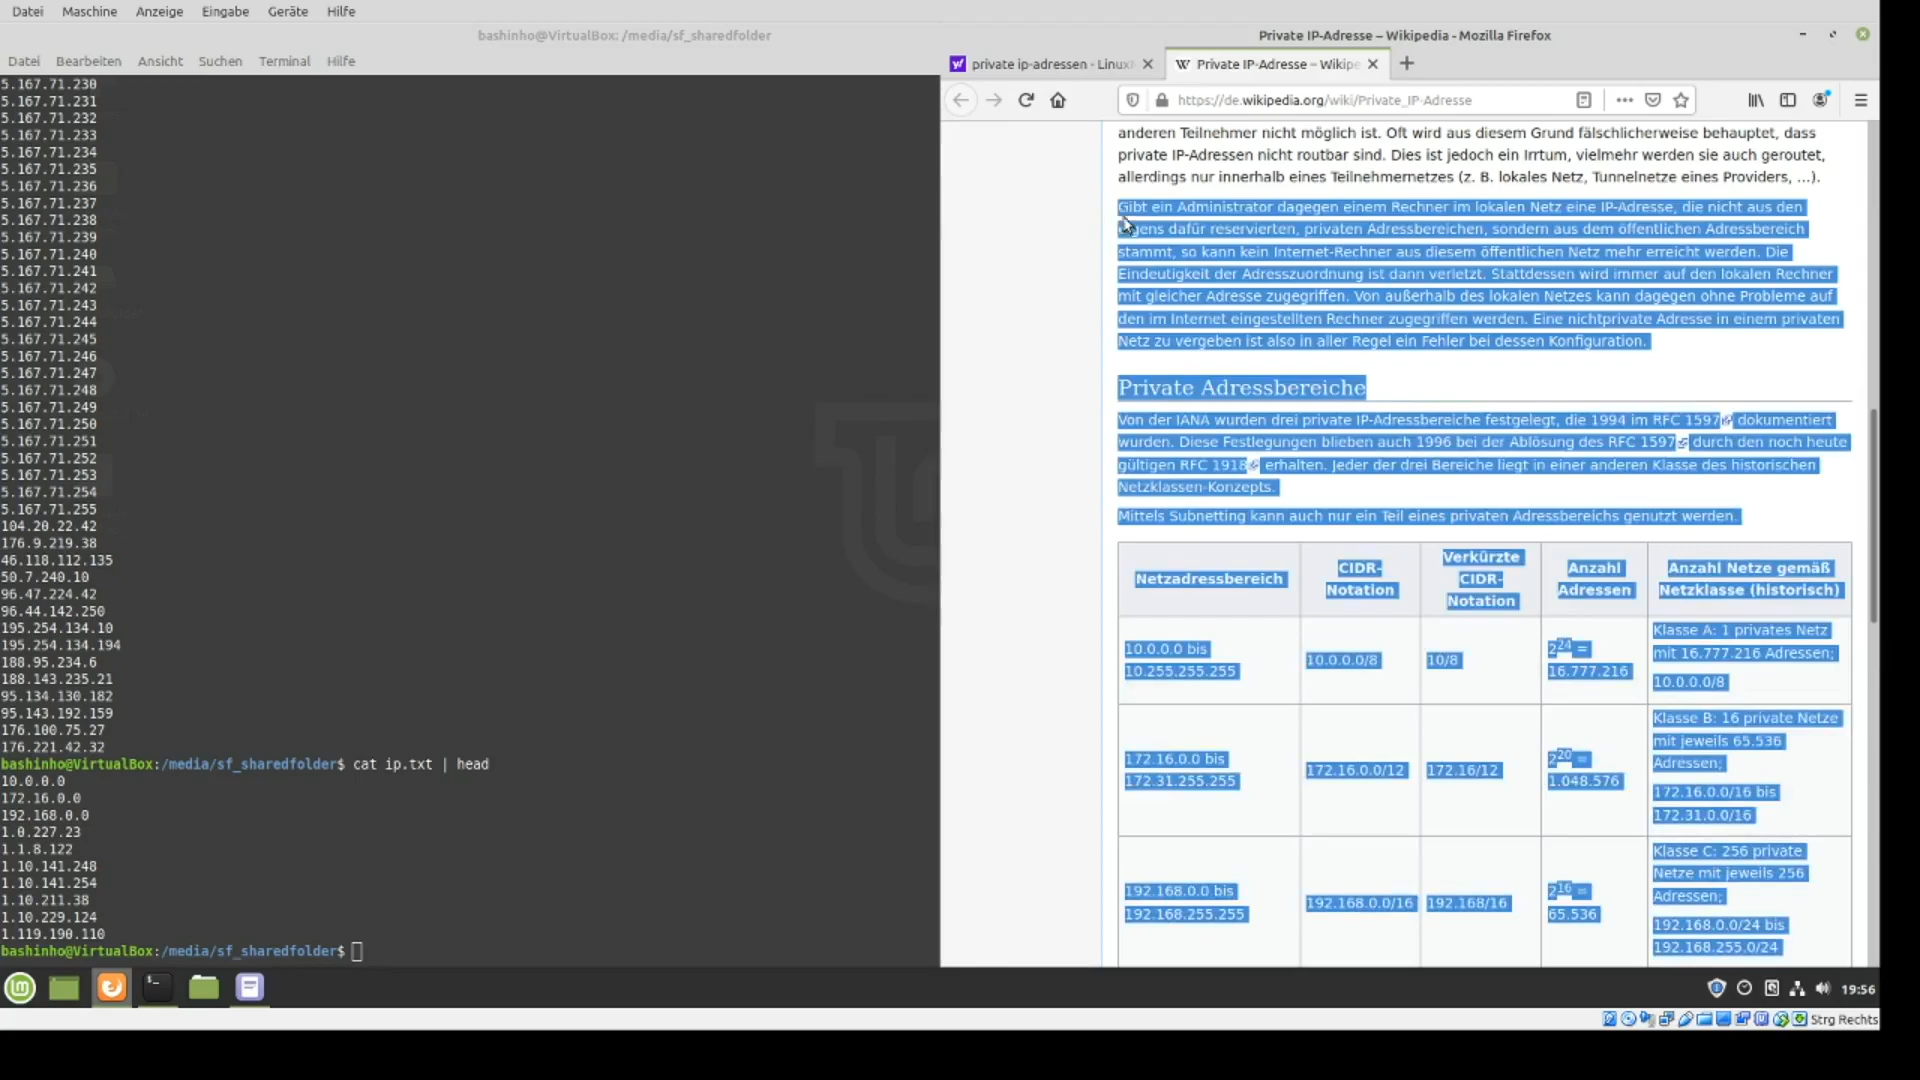 Datei Maschine Anzeige Eingabe Geräte Hilfe
bashinho@VirtualBox: /media/sf_sharedfolder
Datei Bearbeiten Ansicht Suchen Terminal Hilfe
5.167.71.230
5.167.71.231
5.167.71.232
5.167.71.233
5.167.71.234
5.167.71.235
5.167.71.236
5.167.71.237
5.167.71.238
5.167.71.239
5.167.71.240
5.167.71.241
5.167.71.242
5.167.71.243
5.167.71.244
5.167.71.245
5.167.71.246
5.167.71.247
5.167.71.248
5.167.71.249
5.167.71.250
5.167.71.251
5.167.71.252
5.167.71.253
5.167.71.254
5.167.71.255
104.20.22.42
176.9.219.38
46.118.112.135
50.7.240.10
96.47.224.42
96.44.142.250
195.254.134.10
195.254.134.194
188.95.234.6
188.143.235.21
95.134.130.182
95.143.192.159
176.100.75.27
176.221.42.32
bashinho@VirtualBox:/media/sf_sharedfolder$ cat ip.txt | head
10.0.0.0
172.16.0.0
192.168.0.0
1.0.227.23
1.1.8.122
1.10.141.248
1.10.141.254
1.10.211.38
1.10.229.124
1.119.190.110
bashinho@VirtualBox:/media/sf_sharedfolder$
Private IP-Adresse – Wikipedia - Mozilla Firefox
private ip-adressen - Linux
Private IP-Adresse – Wikipe
https://de.wikipedia.org/wiki/Private_IP-Adresse
anderen Teilnehmer nicht möglich ist. Oft wird aus diesem Grund fälschlicherweise behauptet, dass
private IP-Adressen nicht routbar sind. Dies ist jedoch ein Irrtum, vielmehr werden sie auch geroutet,
allerdings nur innerhalb eines Teilnehmernetzes (z. B. lokales Netz, Tunnelnetze eines Providers, …).
Gibt ein Administrator dagegen einem Rechner im lokalen Netz eine IP-Adresse, die nicht aus den
dafür reservierten, privaten Adressbereichen, sondern aus dem öffentlichen Adressbereich
stammt, so kann kein Internet-Rechner aus diesem öffentlichen Netz mehr erreicht werden. Die
Eindeutigkeit der Adresszuordnung ist dann verletzt. Stattdessen wird immer auf den lokalen Rechner
mit gleicher Adresse zugegriffen. Von außerhalb des lokalen Netzes kann dagegen ohne Probleme auf
den im Internet eingestellten Rechner zugegriffen werden. Eine nichtprivate Adresse in einem privaten
Netz zu vergeben ist also in aller Regel ein Fehler bei dessen Konfiguration.
Private Adressbereiche
Von der IANA wurden drei private IP-Adressbereiche festgelegt, die 1994 im RFC 1597 dokumentiert
wurden. Diese Festlegungen blieben auch 1996 bei der Ablösung des RFC 1597 durch den noch heute
gültigen RFC 1918 erhalten. Jeder der drei Bereiche liegt in einer anderen Klasse des historischen
Netzklassen-Konzepts.
Mittels Subnetting kann auch nur ein Teil eines privaten Adressbereichs genutzt werden.
Netzadressbereich
CIDR-
Notation
Verkürzte
CIDR-
Notation
Anzahl
Adressen
Anzahl Netze gemäß
Netzklasse (historisch)
10.0.0.0 bis
10.255.255.255
10.0.0.0/8
10/8
2²⁴ =
16.777.216
Klasse A: 1 privates Netz
mit 16.777.216 Adressen;
10.0.0.0/8
172.16.0.0 bis
172.31.255.255
172.16.0.0/12
172.16/12
2²⁰ =
1.048.576
Klasse B: 16 private Netze
mit jeweils 65.536
Adressen;
172.16.0.0/16 bis
172.31.0.0/16
192.168.0.0 bis
192.168.255.255
192.168.0.0/16
192.168/16
2¹⁶ =
65.536
Klasse C: 256 private
Netze mit jeweils 256
Adressen;
192.168.0.0/24 bis
192.168.255.0/24
19:56
Strg Rechts